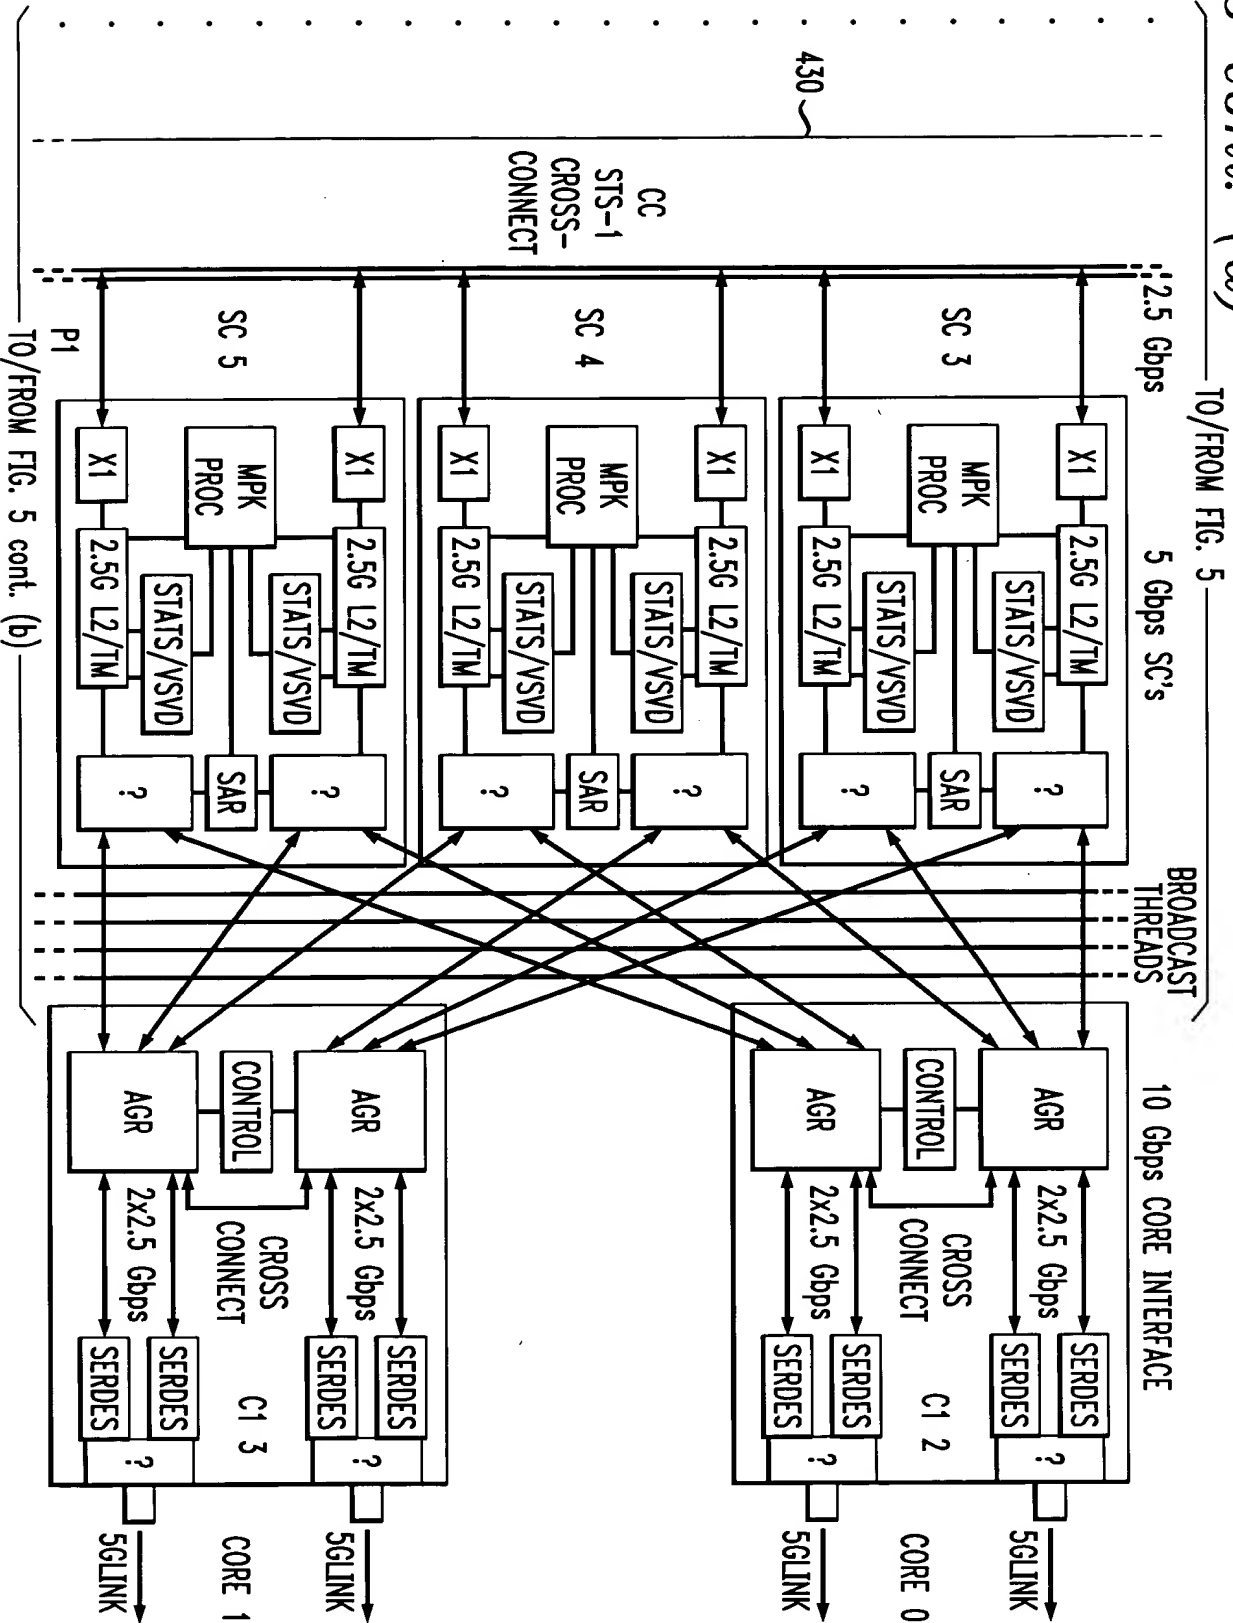 TO/FROM FIG. 5
2.5 Gbps
5 Gbps SC's
BROADCAST
THREADS
10 Gbps CORE INTERFACE
430
CC
STS-1
CROSS-
CONNECT
SC 3
X1
2.5G L2/TM
STATS/VSVD
?
MPK
PROC
SAR
X1
2.5G L2/TM
STATS/VSVD
?
SC 4
X1
2.5G L2/TM
STATS/VSVD
?
MPK
PROC
SAR
X1
2.5G L2/TM
STATS/VSVD
?
SC 5
X1
2.5G L2/TM
STATS/VSVD
?
MPK
PROC
SAR
X1
2.5G L2/TM
STATS/VSVD
?
P1
AGR
2x2.5 Gbps
SERDES
SERDES
?
5GLINK
CONTROL
CROSS
CONNECT
C1 2
CORE 0
AGR
2x2.5 Gbps
SERDES
SERDES
?
5GLINK
AGR
2x2.5 Gbps
SERDES
SERDES
?
5GLINK
CONTROL
CROSS
CONNECT
C1 3
CORE 1
AGR
2x2.5 Gbps
SERDES
SERDES
?
5GLINK
TO/FROM FIG. 5 cont. (b)